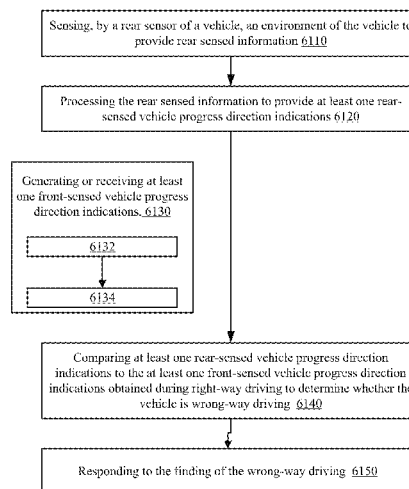 Sensing, by a rear sensor of a vehicle, an environment of the vehicle to
provide rear sensed information 6110
Processing the rear sensed information to provide at least one rear-
sensed vehicle progress direction indications 6120
Generating or receiving at least
one front-sensed vehicle progress
direction indications. 6130
6132
6134
Comparing at least one rear-sensed vehicle progress direction
indications to the at least one front-sensed vehicle progress direction
indications obtained during right-way driving to determine whether the
vehicle is wrong-way driving 6140
Responding to the finding of the wrong-way driving 6150